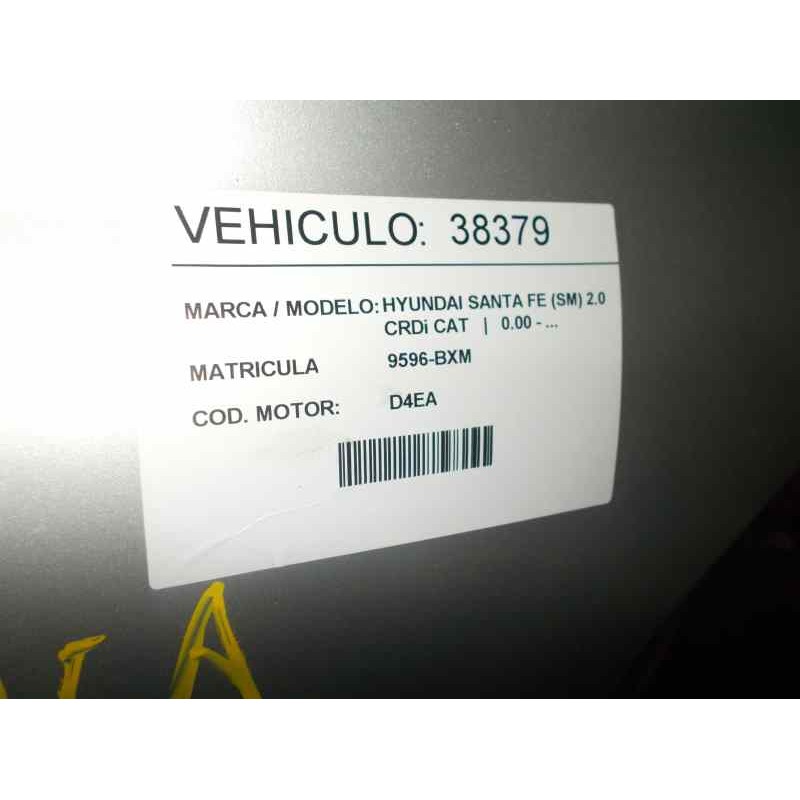 VEHICULO: 38379
MARCA / MODELO: HYUNDAI SANTA FE (SM) 2.0
CRDi CAT | 0.00 - ...
MATRICULA 9596-BXM
COD. MOTOR: D4EA